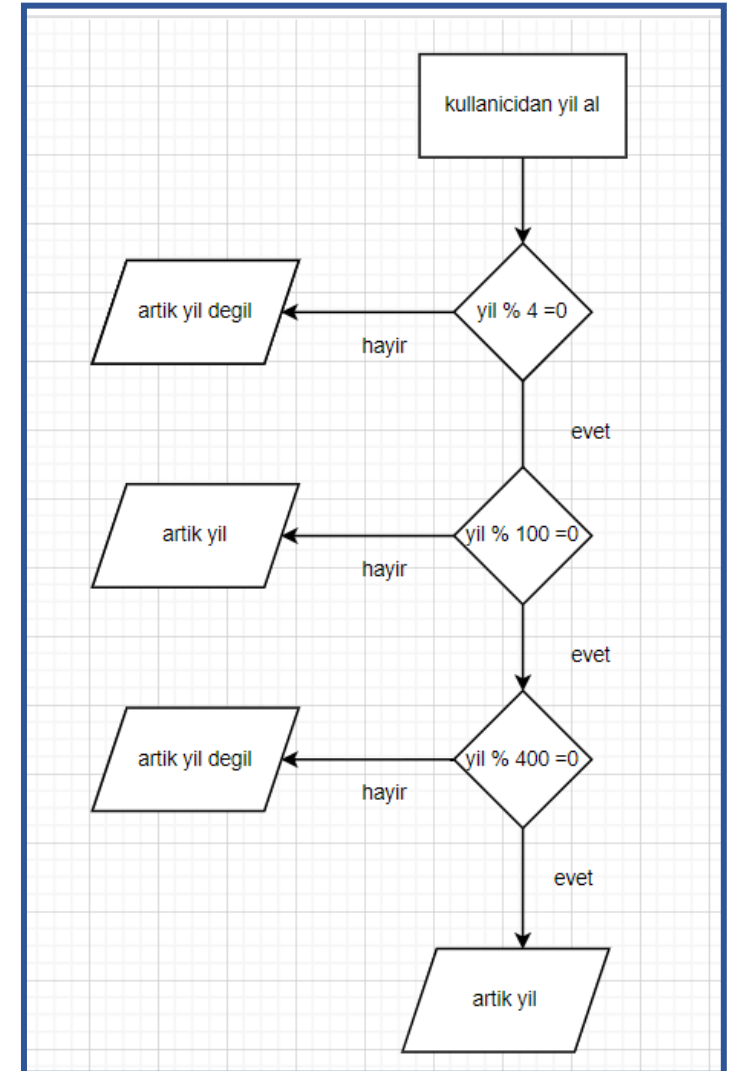 kullanicidan yil al
yil % 4 =0
artik yil degil
hayir
evet
yil % 100 =0
artik yil
hayir
evet
yil % 400 =0
artik yil degil
hayir
evet
artik yil